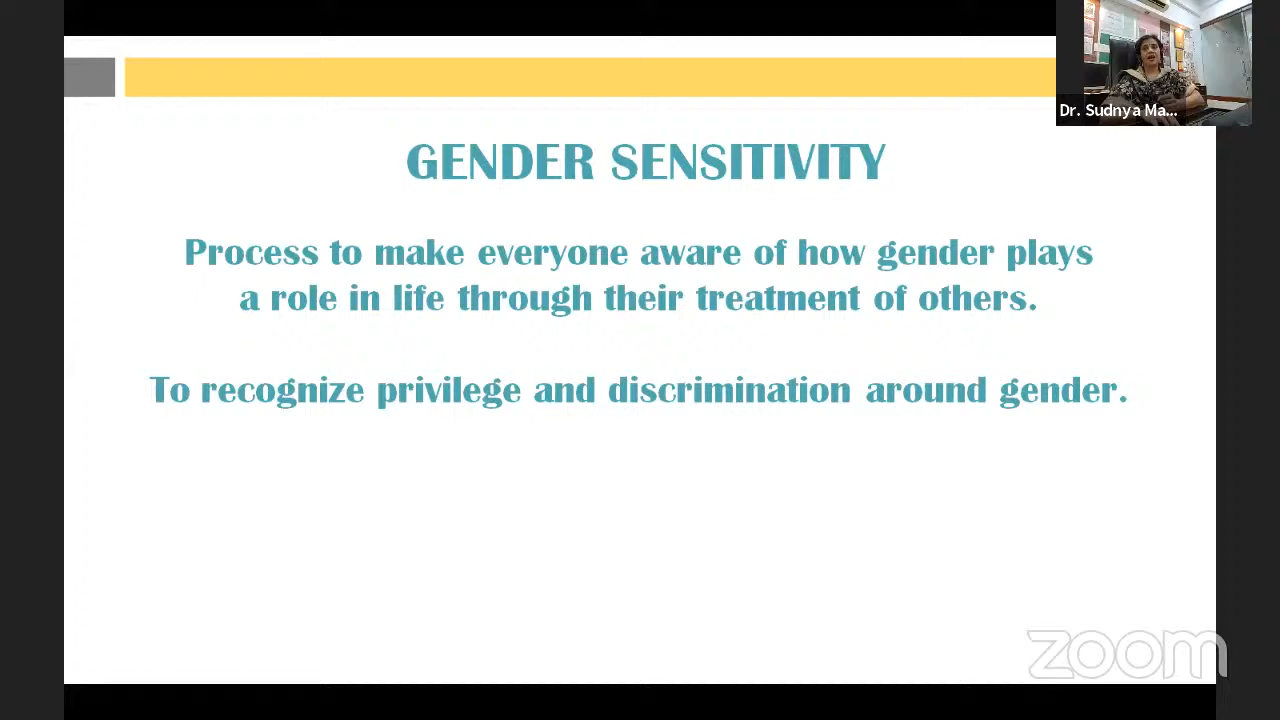 Dr. Sudnya Ma...
GENDER SENSITIVITY
Process to make everyone aware of how gender plays
a role in life through their treatment of others.
To recognize privilege and discrimination around gender.
zoom